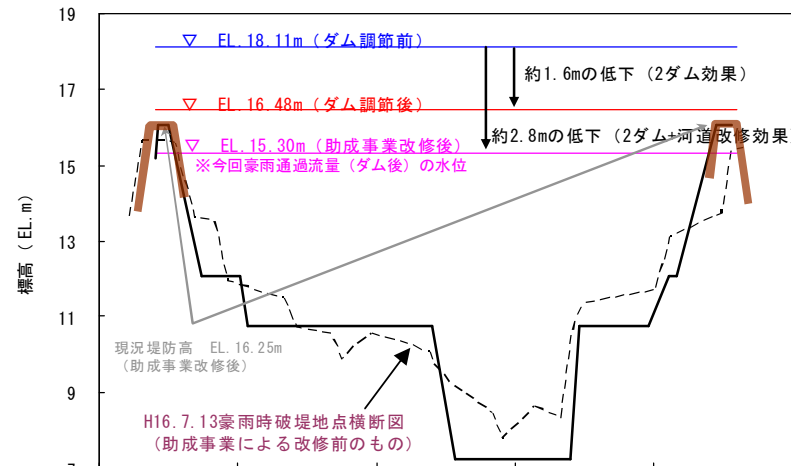 19
▽ EL.18.11m（ダム調節前）
約1.6mの低下（2ダム効果）
17
▽ EL.16.48m（ダム調節後）
約2.8mの低下（2ダム+河道改修効果
▽ EL.15.30m（助成事業改修後）
※今回豪雨通過流量（ダム後）の水位
15
標高（EL.m）
13
11
現況堤防高 EL.16.25m
（助成事業改修後）
9
H16.7.13豪雨時破堤地点横断図
（助成事業による改修前のもの）
7